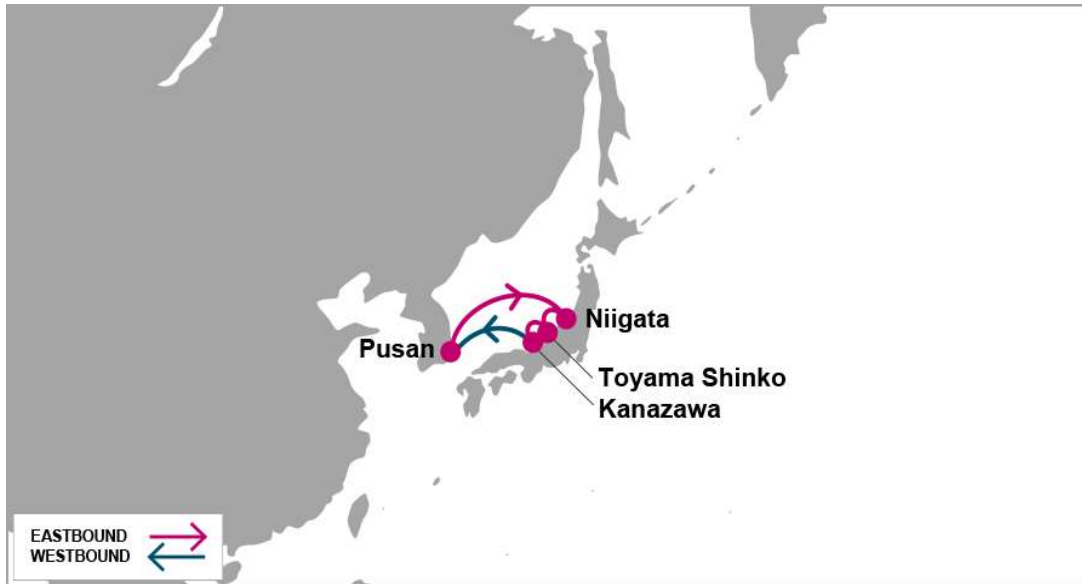 Niigata
Pusan
Toyama Shinko
Kanazawa
EASTBOUND
WESTBOUND